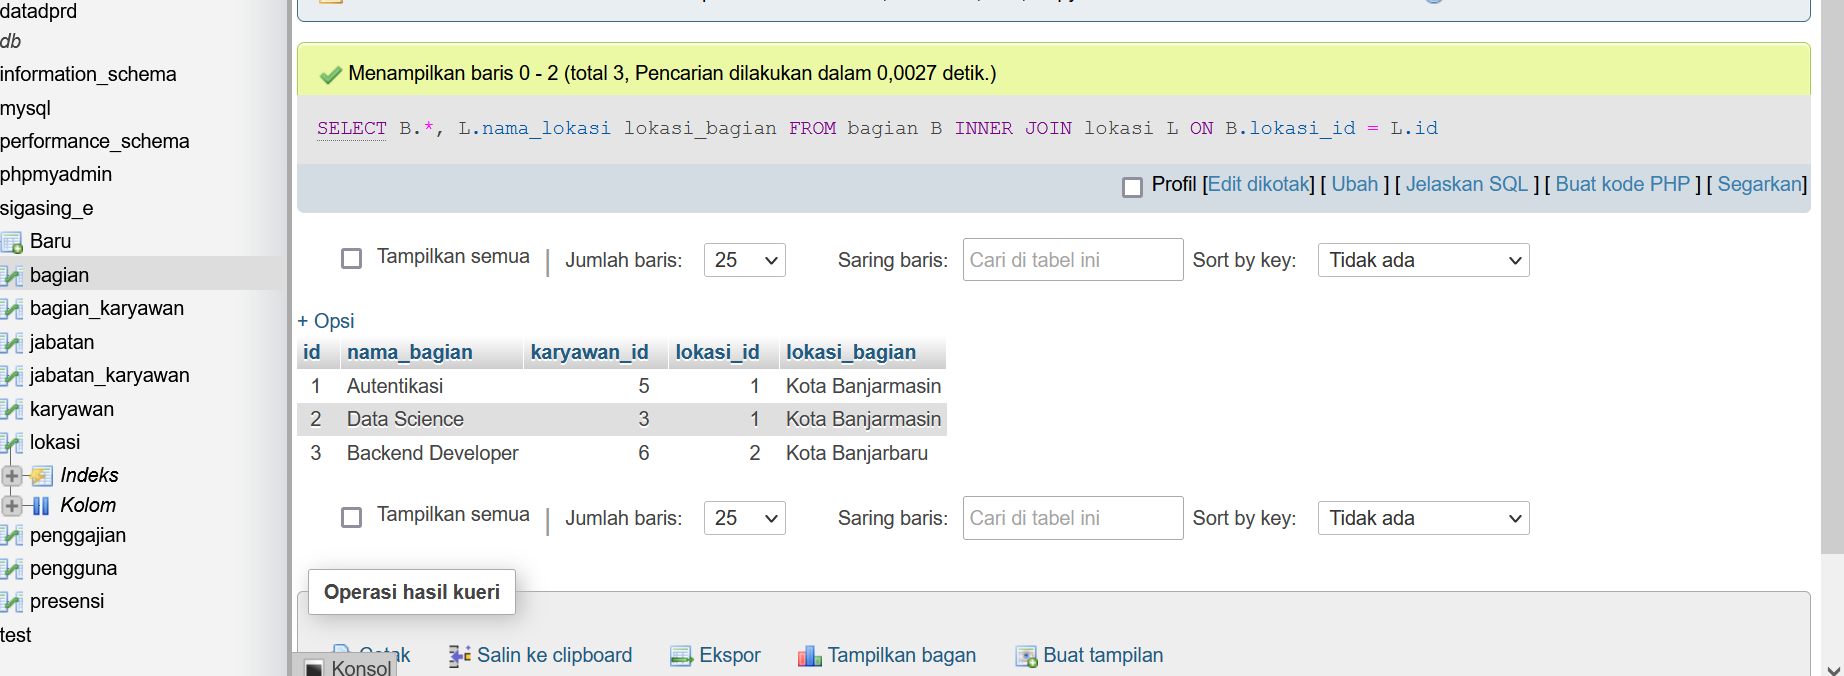 datadprd
db
information_schema
mysql
performance_schema
phpmyadmin
sigasing_e
Baru
bagian
bagian_karyawan
jabatan
jabatan_karyawan
karyawan
lokasi
Indeks
Kolom
penggajian
pengguna
presensi
test
Menampilkan baris 0 - 2 (total 3, Pencarian dilakukan dalam 0,0027 detik.)
SELECT B.*, L.nama_lokasi lokasi_bagian FROM bagian B INNER JOIN lokasi L ON B.lokasi_id = L.id
Profil [Edit dikotak] [ Ubah ] [ Jelaskan SQL ] [ Buat kode PHP ] [ Segarkan]
Tampilkan semua | Jumlah baris: 25 Saring baris: Cari di tabel ini Sort by key: Tidak ada
+ Opsi
id nama_bagian karyawan_id lokasi_id lokasi_bagian
1 Autentikasi 5 1 Kota Banjarmasin
2 Data Science 3 1 Kota Banjarmasin
3 Backend Developer 6 2 Kota Banjarbaru
Tampilkan semua | Jumlah baris: 25 Saring baris: Cari di tabel ini Sort by key: Tidak ada
Operasi hasil kueri
Cetak Salin ke clipboard Ekspor Tampilkan bagan Buat tampilan
Konsol